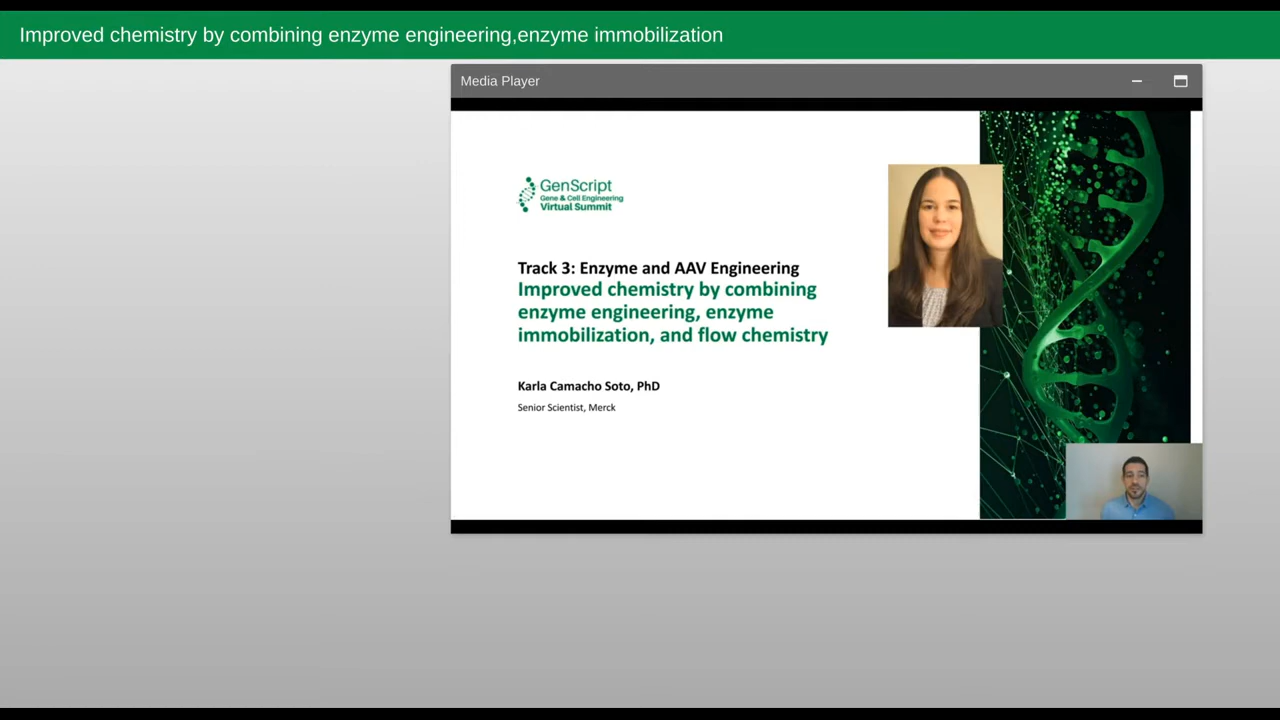 Improved chemistry by combining enzyme engineering,enzyme immobilization
Media Player
GenScript
Gene & Cell Engineering
Virtual Summit
Track 3: Enzyme and AAV Engineering
Improved chemistry by combining
enzyme engineering, enzyme
immobilization, and flow chemistry
Karla Camacho Soto, PhD
Senior Scientist, Merck